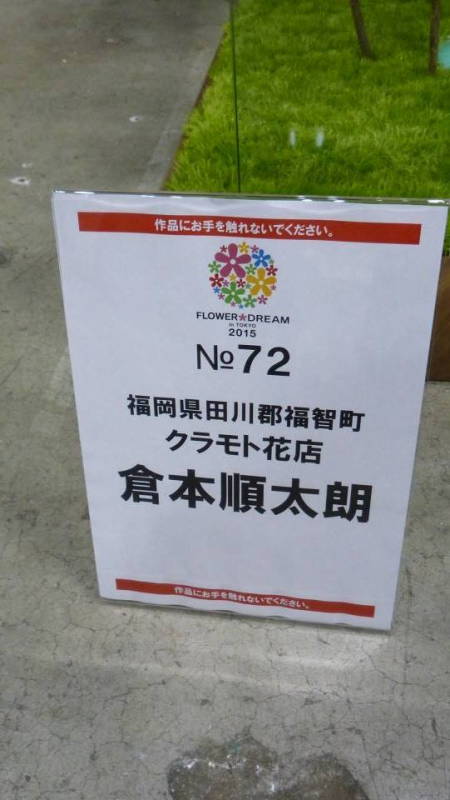 作品にお手を触れないでください。
FLOWER★DREAM
in TOKYO
2015
№72
福岡県田川郡福智町
クラモト花店
倉本順太朗
作品にお手を触れないでください。